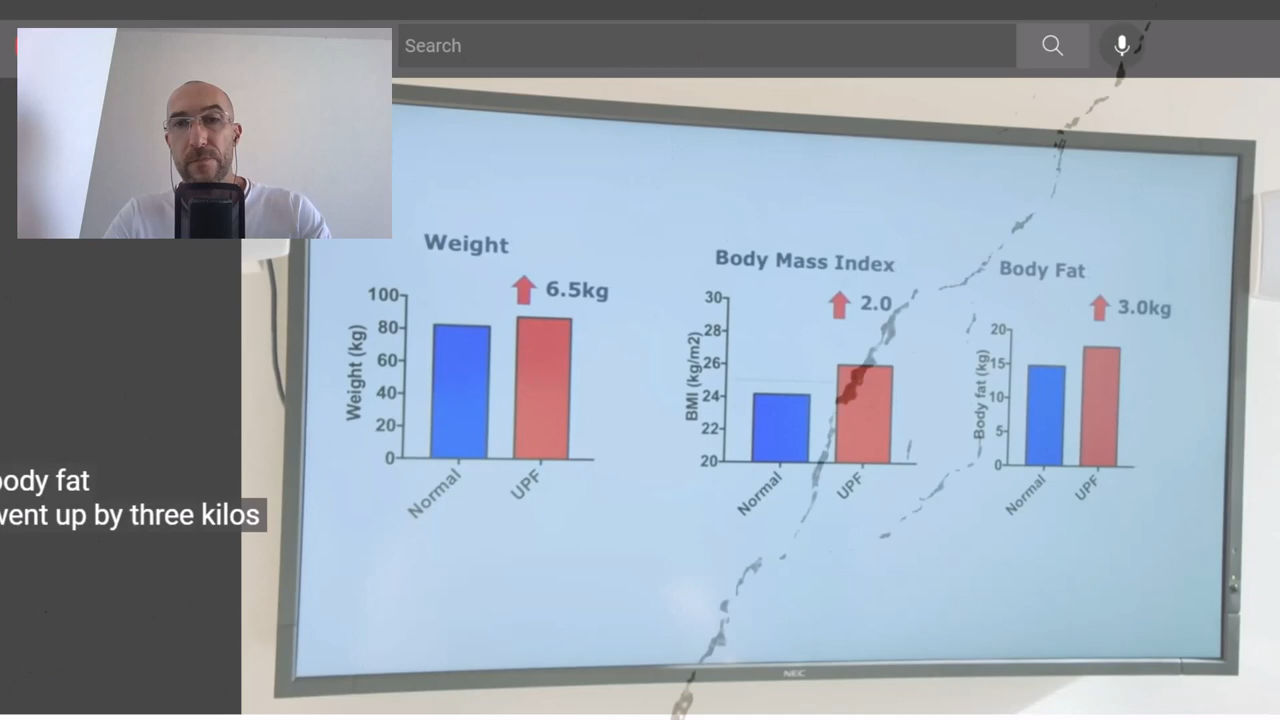 Search
Weight
6.5kg
Weight (kg)
100
80
60
40
20
0
Normal
UPF
Body Mass Index
2.0
BMI (kg/m2)
30
28
26
24
22
20
Normal
UPF
Body Fat
3.0kg
Body fat (kg)
20
15
10
5
0
Normal
UPF
body fat
went up by three kilos
NEC